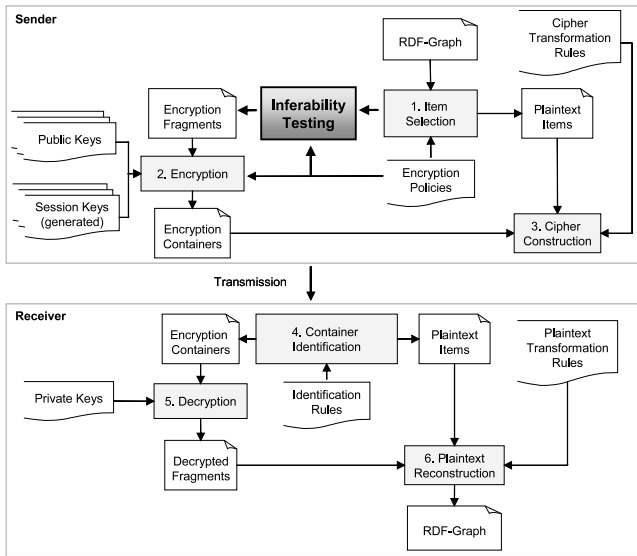 Sender
RDF-Graph
Cipher
Transformation
Rules
Encryption
Fragments
Inferability
Testing
1. Item
Selection
Plaintext
Items
Public Keys
2. Encryption
Encryption
Policies
Session Keys
(generated)
Encryption
Containers
3. Cipher
Construction
Transmission
Receiver
Encryption
Containers
4. Container
Identification
Plaintext
Items
Plaintext
Transformation
Rules
Private Keys
5. Decryption
Identification
Rules
Decrypted
Fragments
6. Plaintext
Reconstruction
RDF-Graph